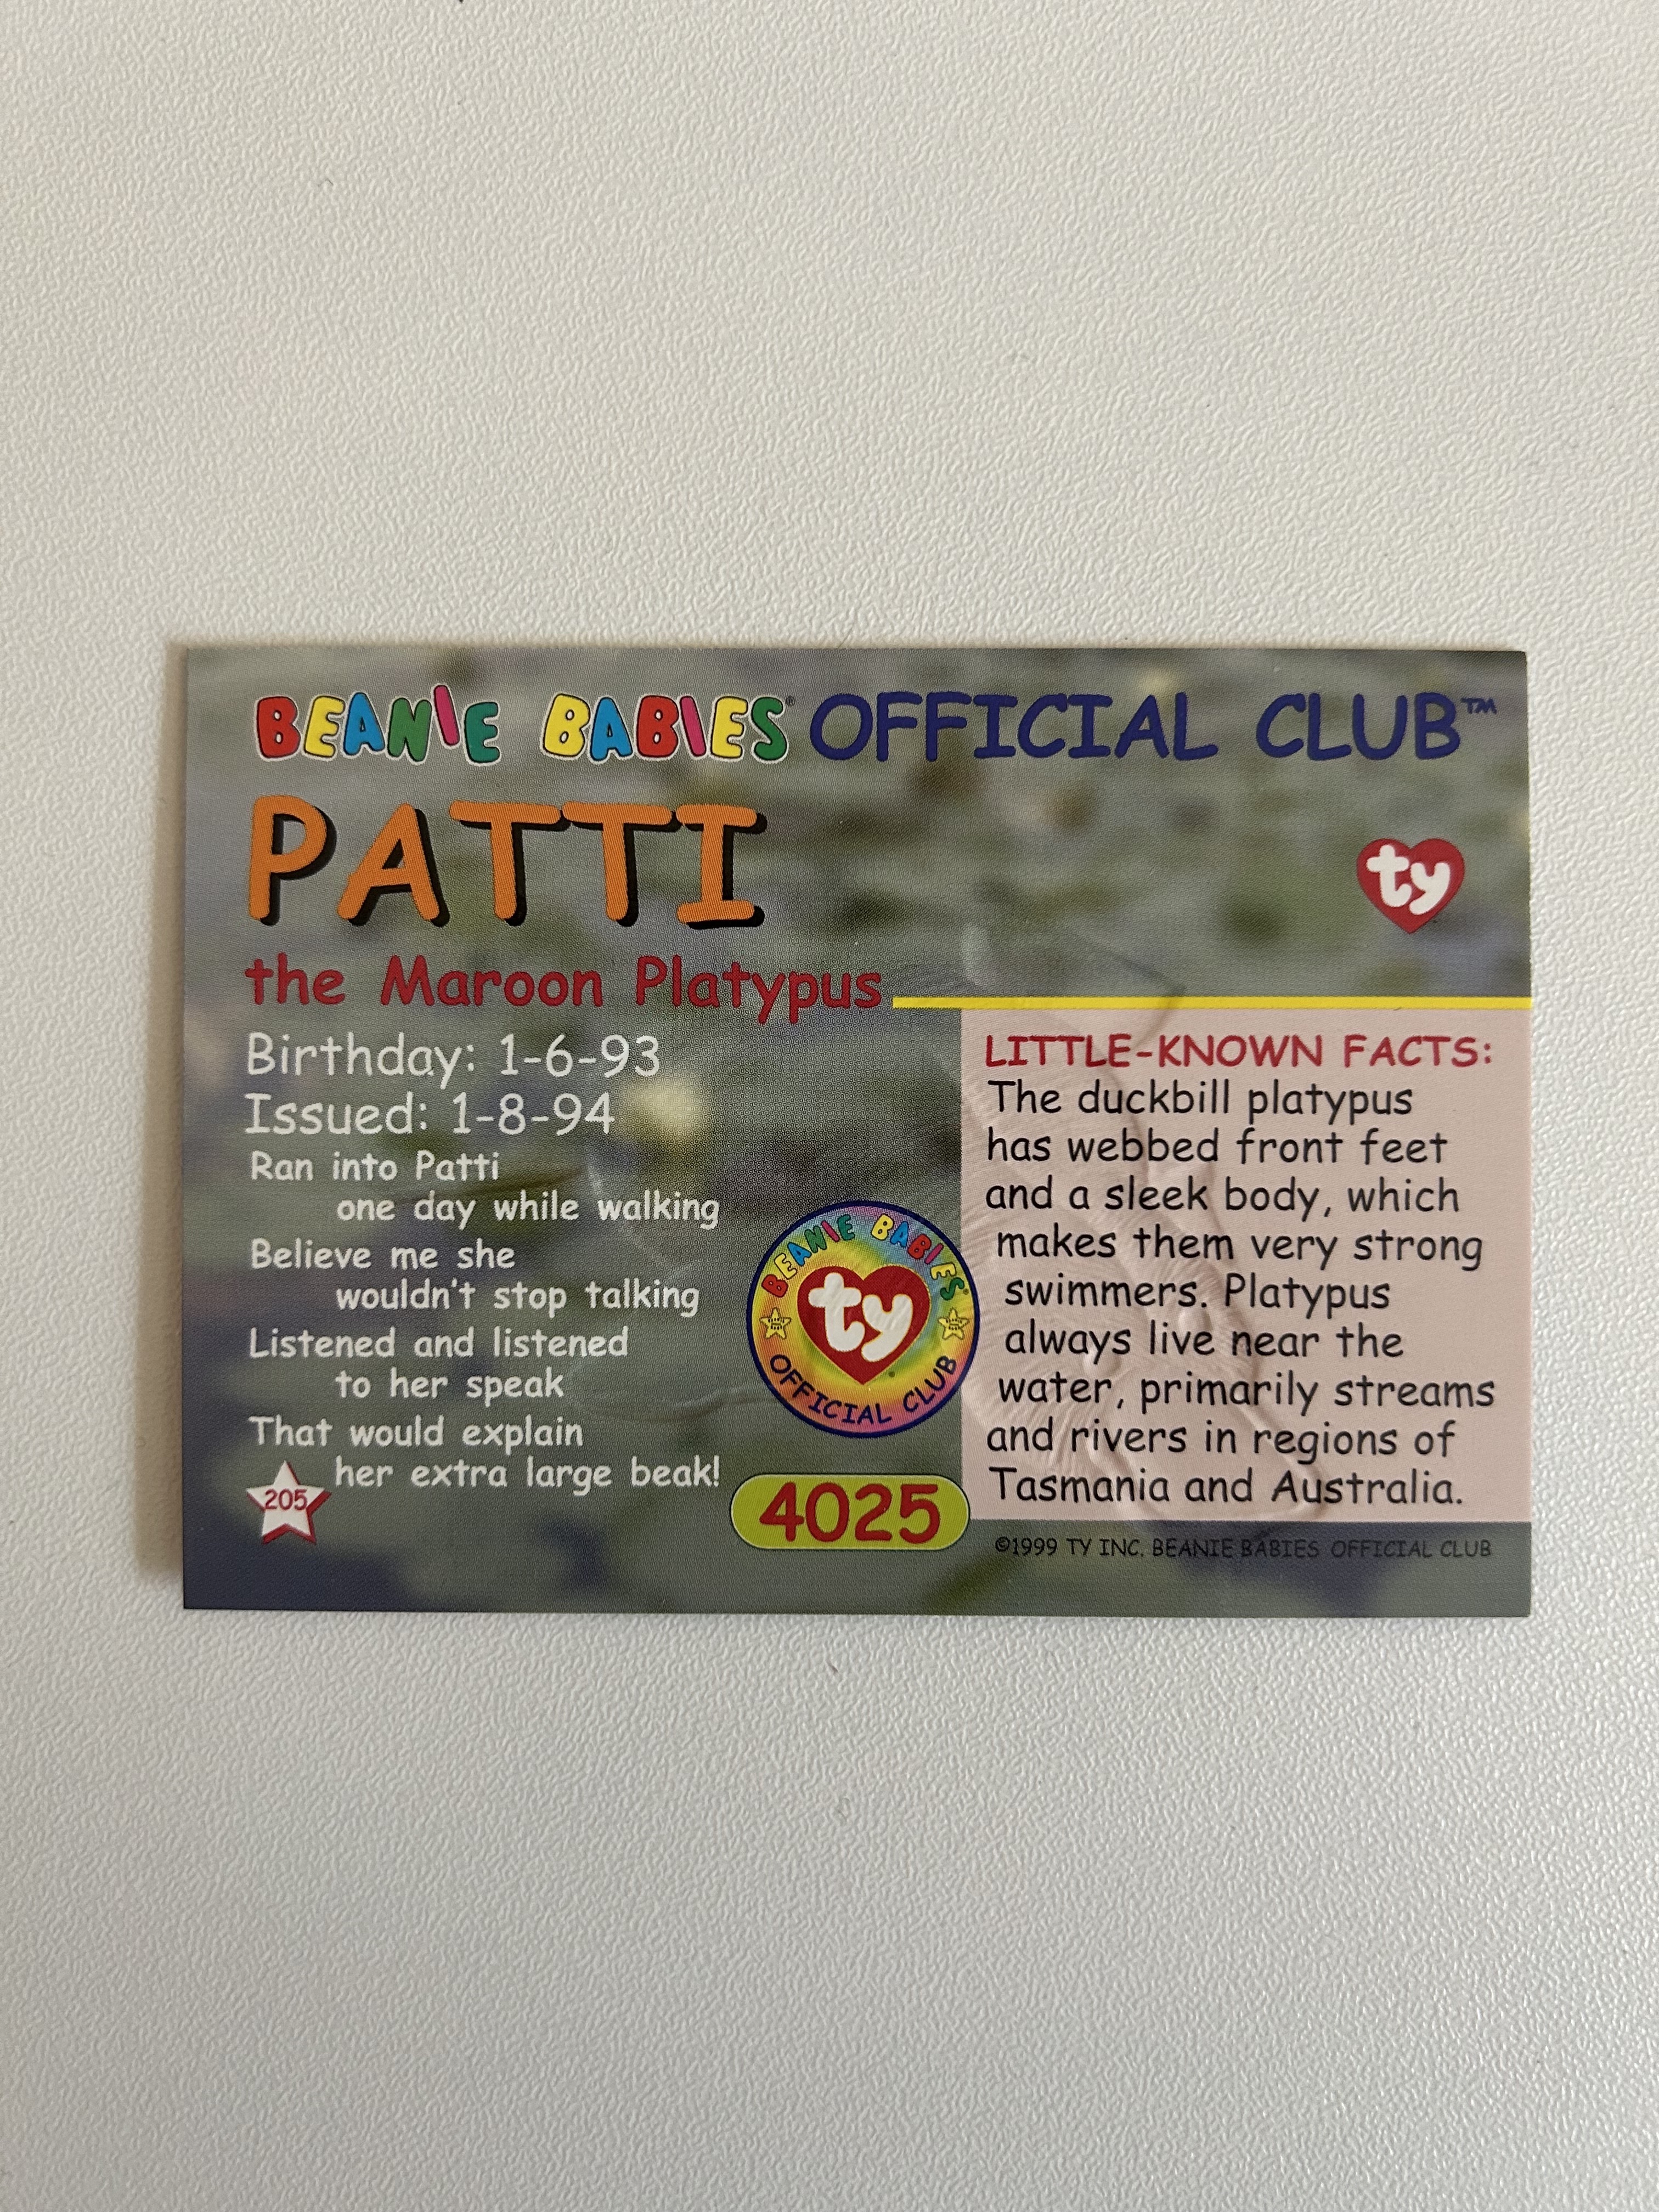 BEANIE BABIES® OFFICIAL CLUB™
PATTI
ty
the Maroon Platypus
Birthday: 1-6-93
Issued: 1-8-94
Ran into Patti
one day while walking
Believe me she
wouldn't stop talking
Listened and listened
to her speak
That would explain
her extra large beak!
205
BEANIE BABIES®
ty
OFFICIAL CLUB
4025
LITTLE-KNOWN FACTS:
The duckbill platypus
has webbed front feet
and a sleek body, which
makes them very strong
swimmers. Platypus
always live near the
water, primarily streams
and rivers in regions of
Tasmania and Australia.
©1999 TY INC. BEANIE BABIES OFFICIAL CLUB